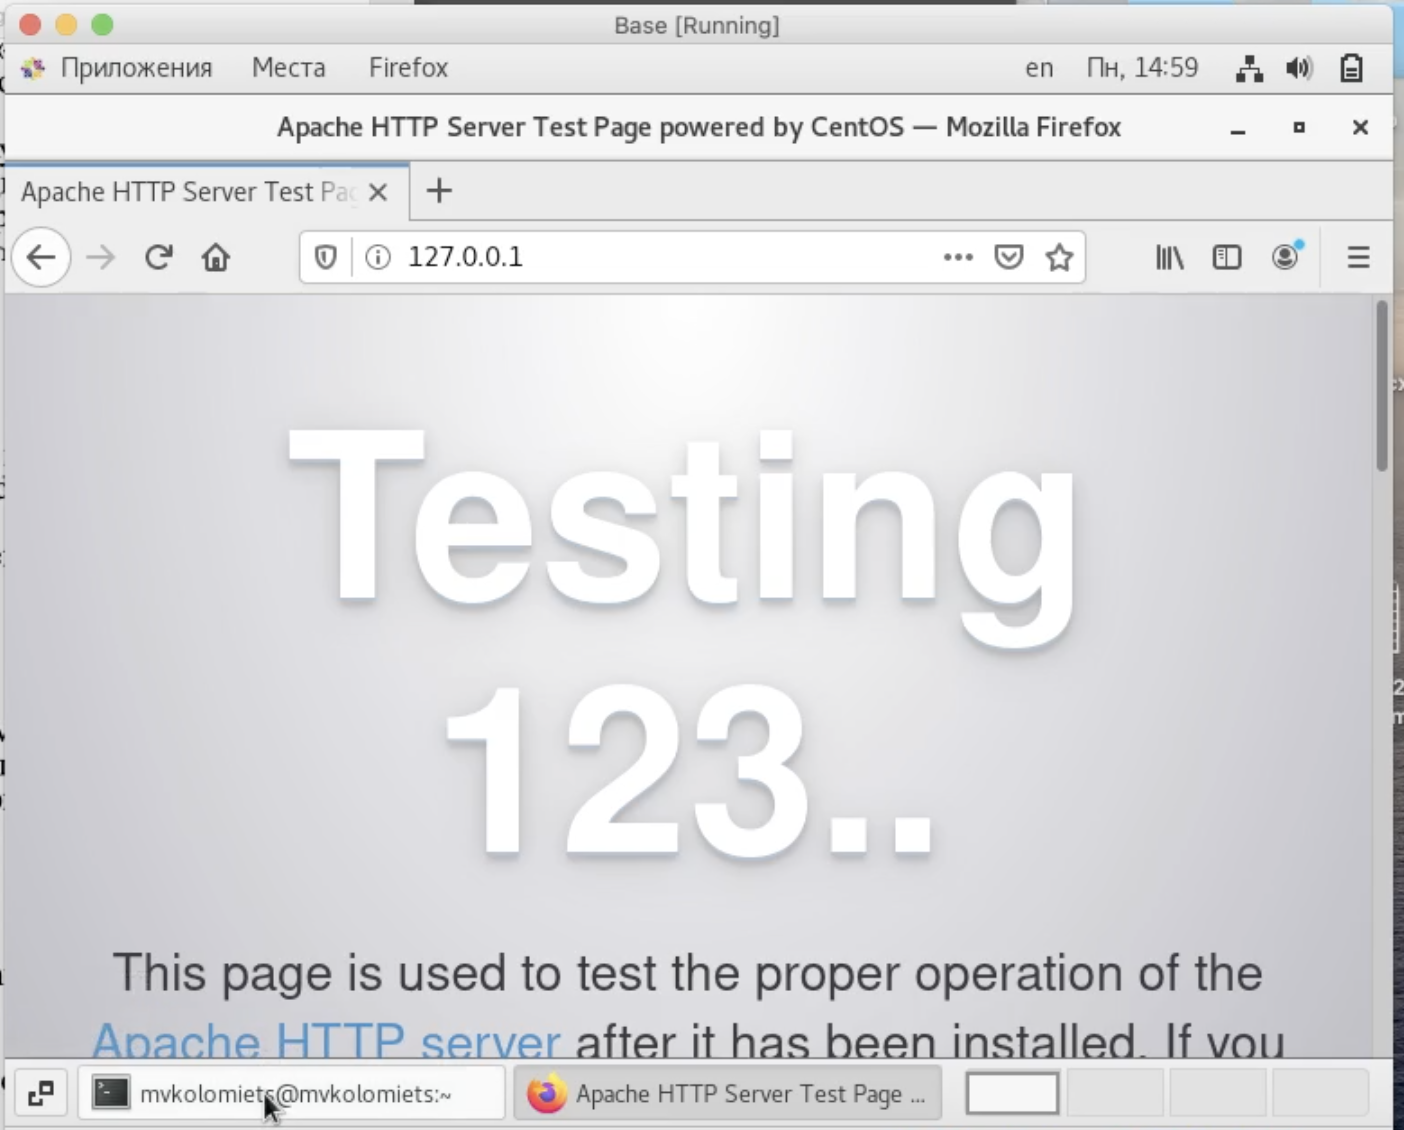 Base [Running]
Приложения Места Firefox en Пн, 14:59
Apache HTTP Server Test Page powered by CentOS — Mozilla Firefox
Apache HTTP Server Test Pag
127.0.0.1
Testing
123..
This page is used to test the proper operation of the
Apache HTTP server after it has been installed. If you
mvkolomiets@mvkolomiets:~ Apache HTTP Server Test Page ...